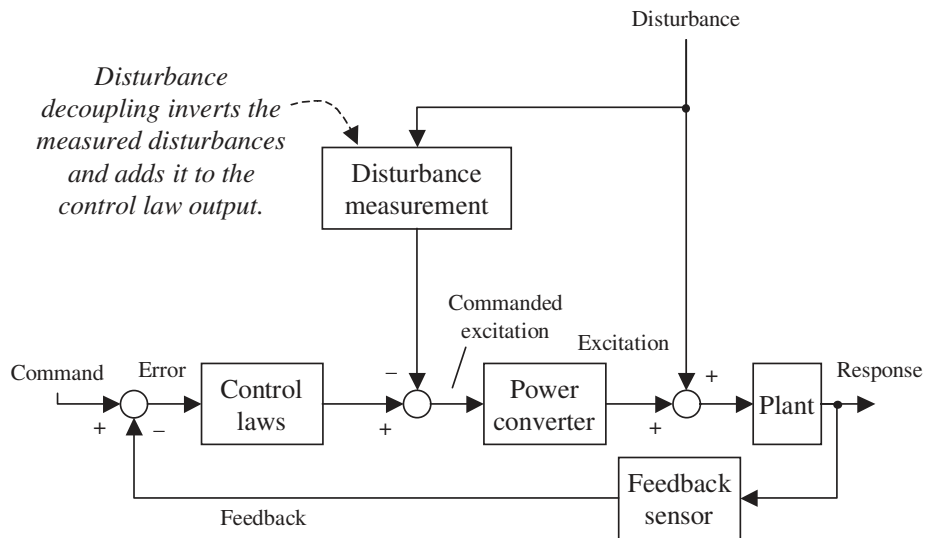 Disturbance
Disturbance
decoupling inverts the
measured disturbances
and adds it to the
control law output.
Disturbance
measurement
Commanded
excitation
Excitation
Command
Error
Control
laws
Power
converter
Plant
Response
+
−
+
−
+
+
Feedback
Feedback
sensor